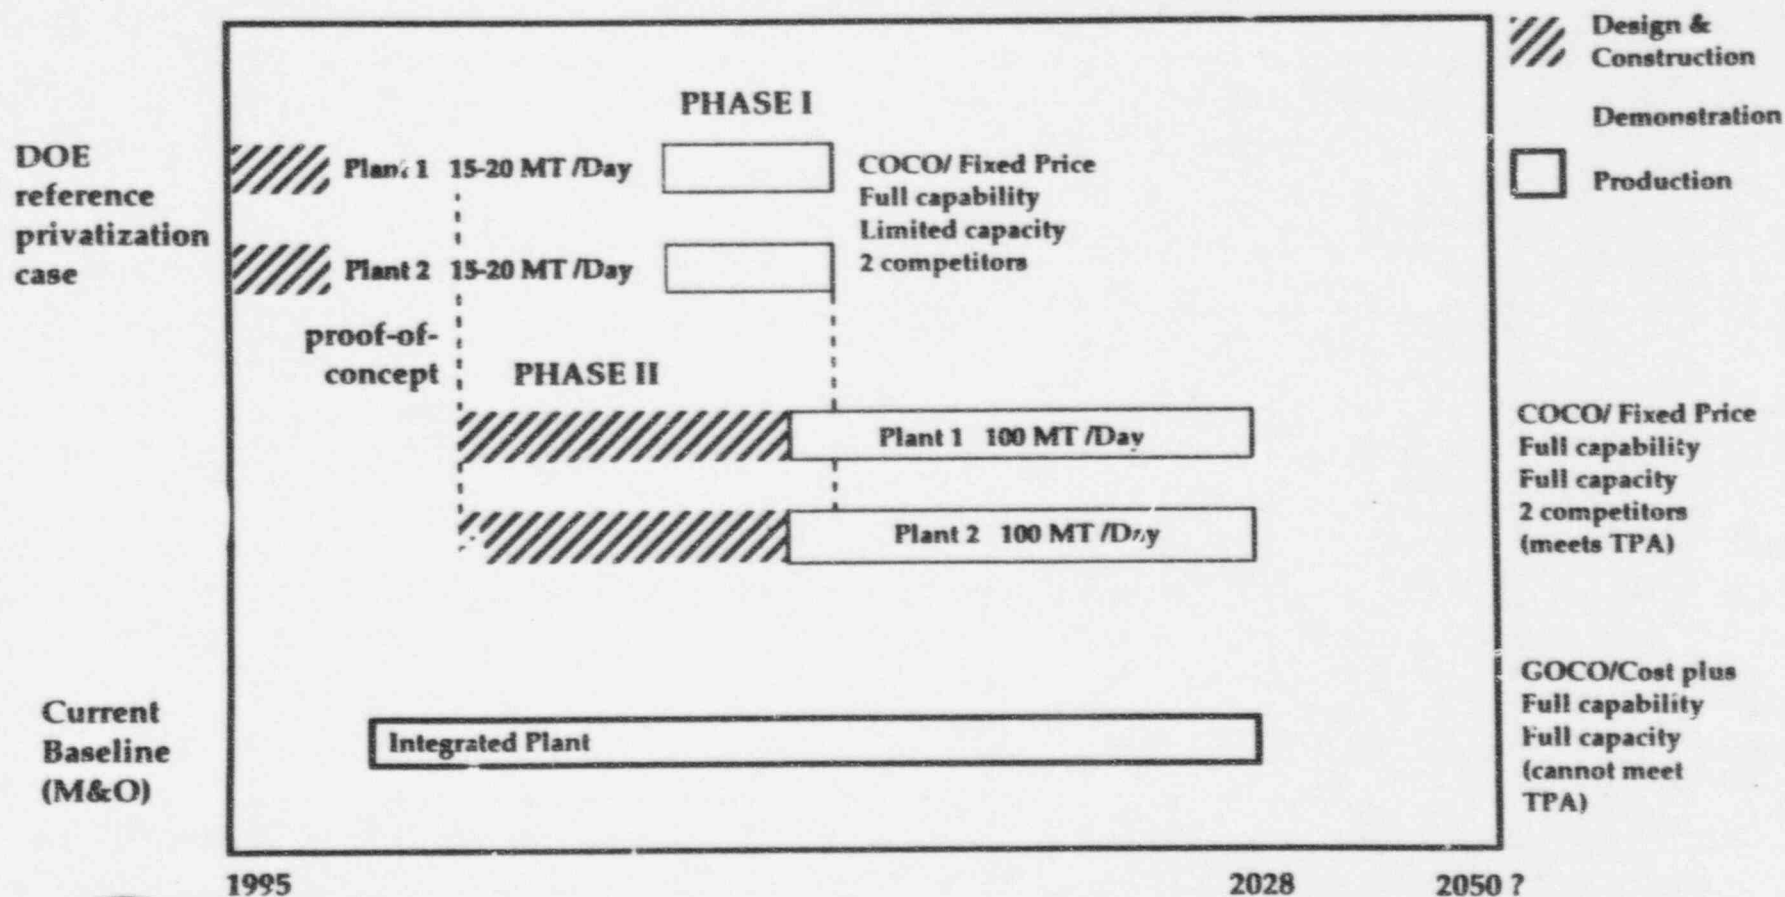 Design &
Construction
Demonstration
Production
PHASE I
DOE
reference
privatization
case
Plant 1 15-20 MT /Day
COCO/ Fixed Price
Full capability
Limited capacity
2 competitors
Plant 2 15-20 MT /Day
proof-of-
concept
PHASE II
Plant 1 100 MT /Day
Plant 2 100 MT /Day
COCO/ Fixed Price
Full capability
Full capacity
2 competitors
(meets TPA)
Current
Baseline
(M&O)
Integrated Plant
GOCO/Cost plus
Full capability
Full capacity
(cannot meet
TPA)
1995
2028
2050 ?